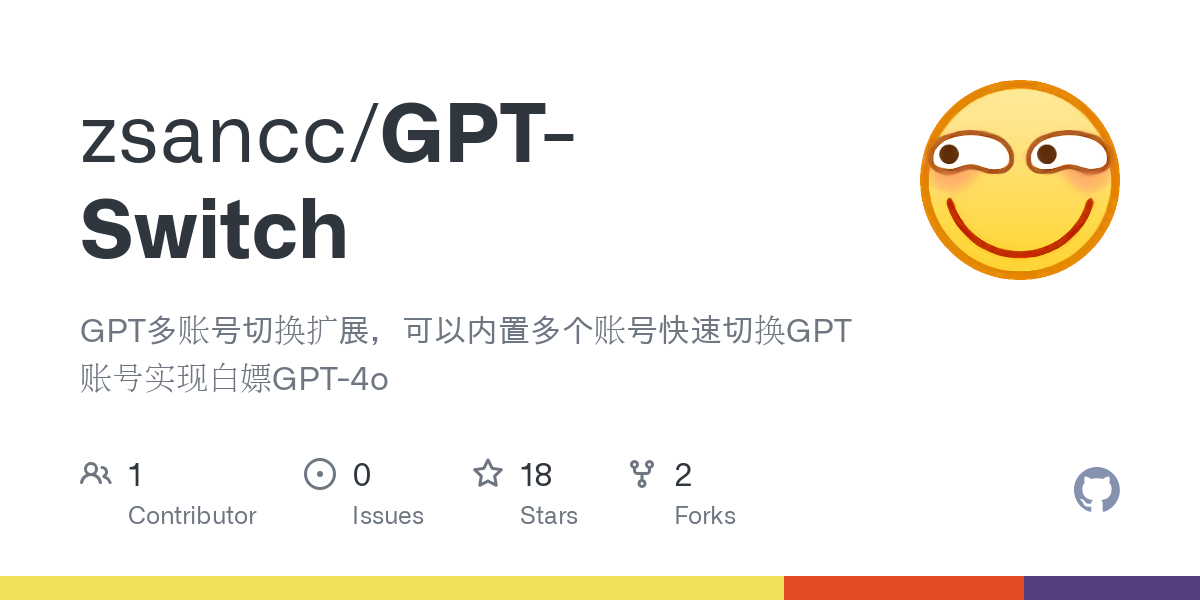 zsancc/GPT-
Switch
GPT多账号切换扩展，可以内置多个账号快速切换GPT
账号实现白嫖GPT-4o
1
Contributor
0
Issues
18
Stars
2
Forks